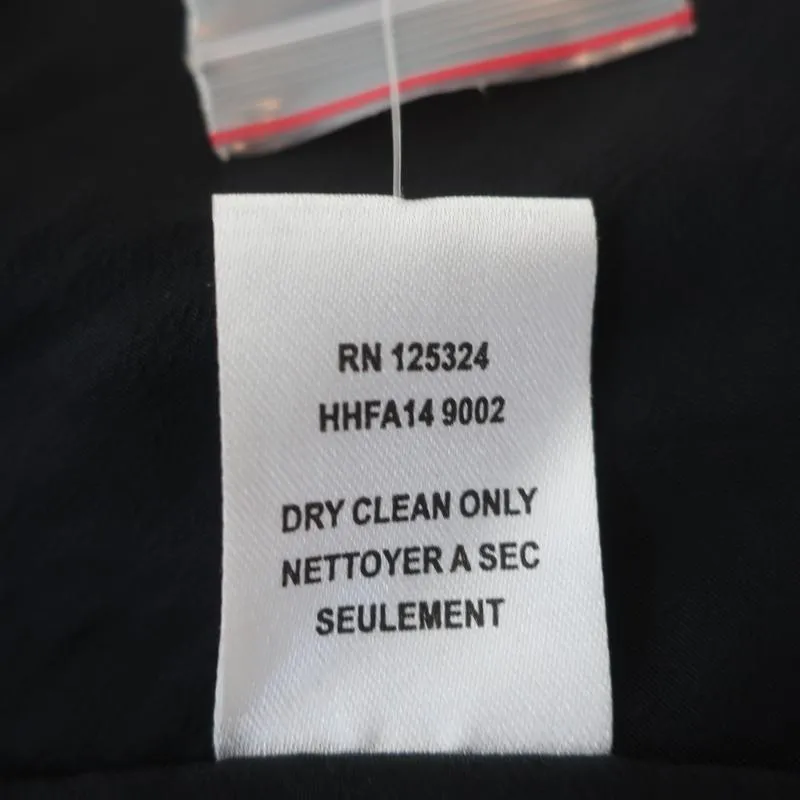 RN 125324
HHFA14 9002
DRY CLEAN ONLY
NETTOYER A SEC
SEULEMENT